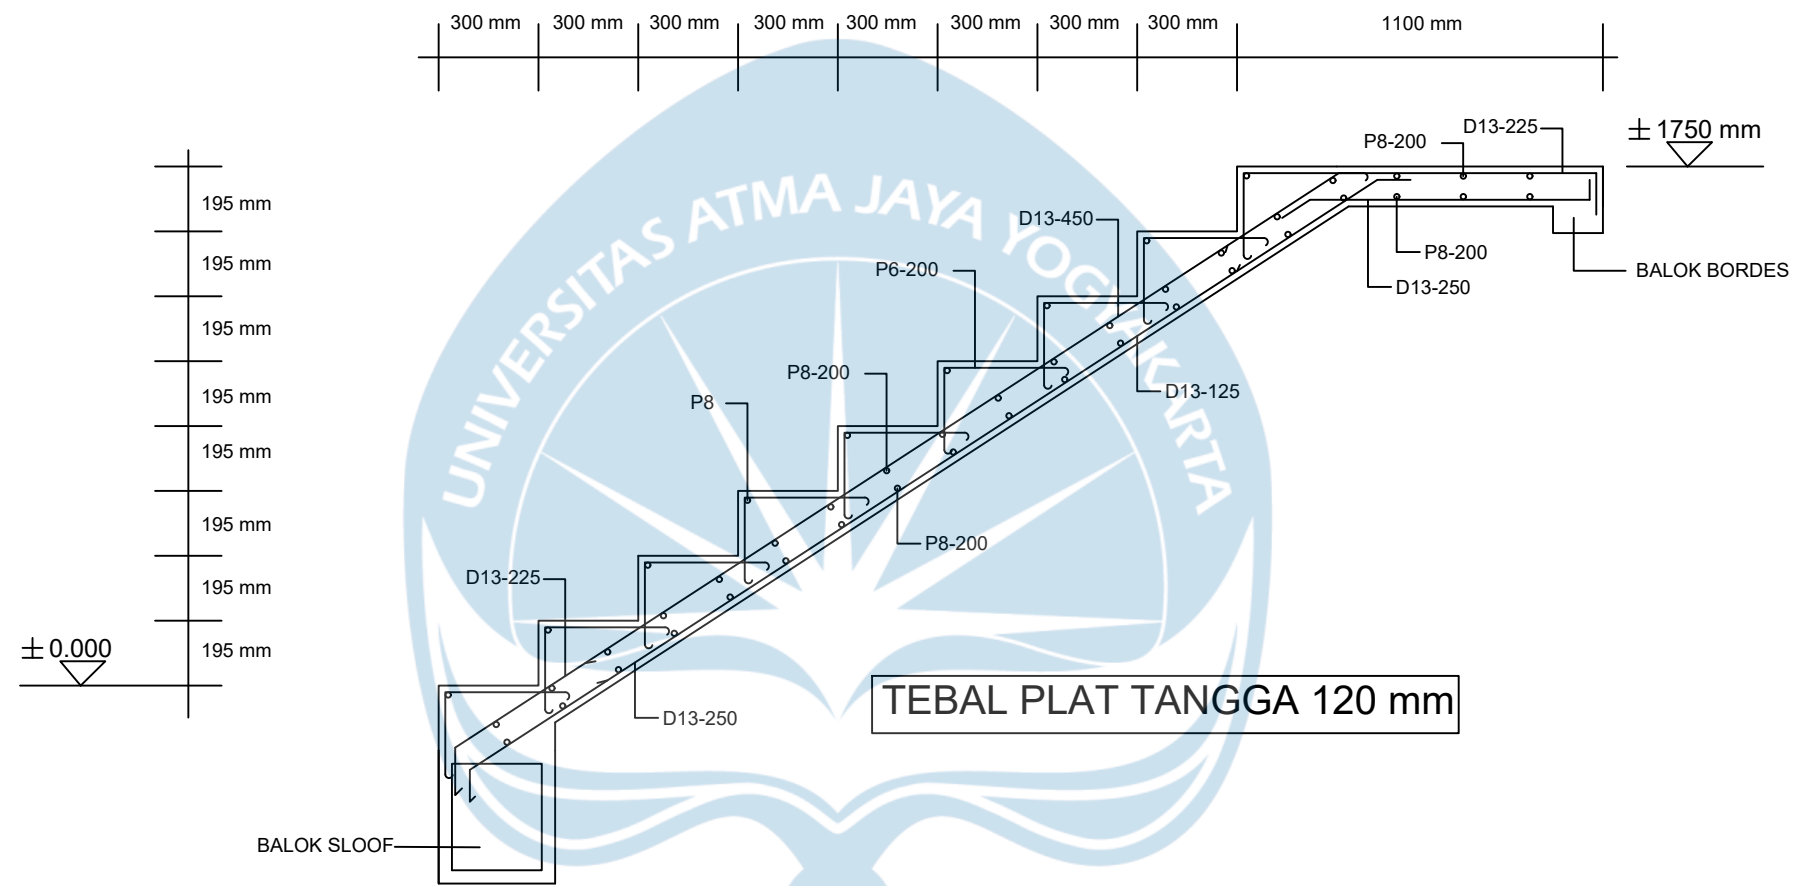 300 mm 300 mm 300 mm 300 mm 300 mm 300 mm 300 mm 300 mm 1100 mm
± 1750 mm
D13-225
P8-200
195 mm
D13-450
P8-200
BALOK BORDES
195 mm
P6-200
D13-250
195 mm
P8-200
D13-125
195 mm
P8
195 mm
195 mm
P8-200
D13-225
195 mm
± 0.000
195 mm
D13-250
TEBAL PLAT TANGGA 120 mm
BALOK SLOOF
UNIVERSITAS ATMA JAYA YOGYAKARTA